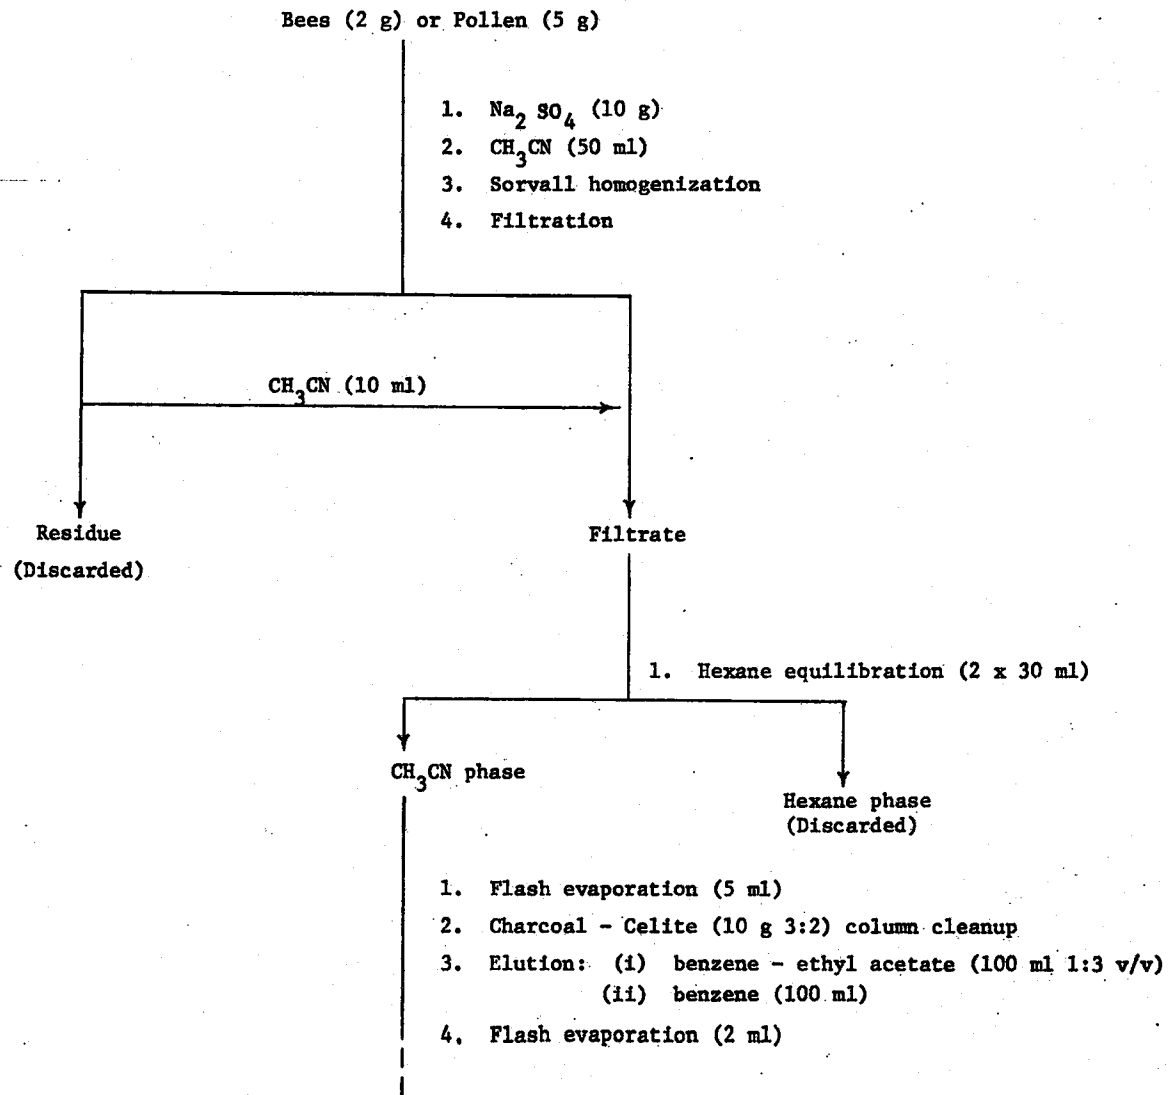 Bees (2 g) or Pollen (5 g)
1. Na2 SO4 (10 g)
2. CH3CN (50 ml)
3. Sorvall homogenization
4. Filtration
CH3CN (10 ml)
Residue
(Discarded)
Filtrate
1. Hexane equilibration (2 x 30 ml)
CH3CN phase
Hexane phase
(Discarded)
1. Flash evaporation (5 ml)
2. Charcoal - Celite (10 g 3:2) column cleanup
3. Elution: (i) benzene - ethyl acetate (100 ml 1:3 v/v)
(ii) benzene (100 ml)
4. Flash evaporation (2 ml)